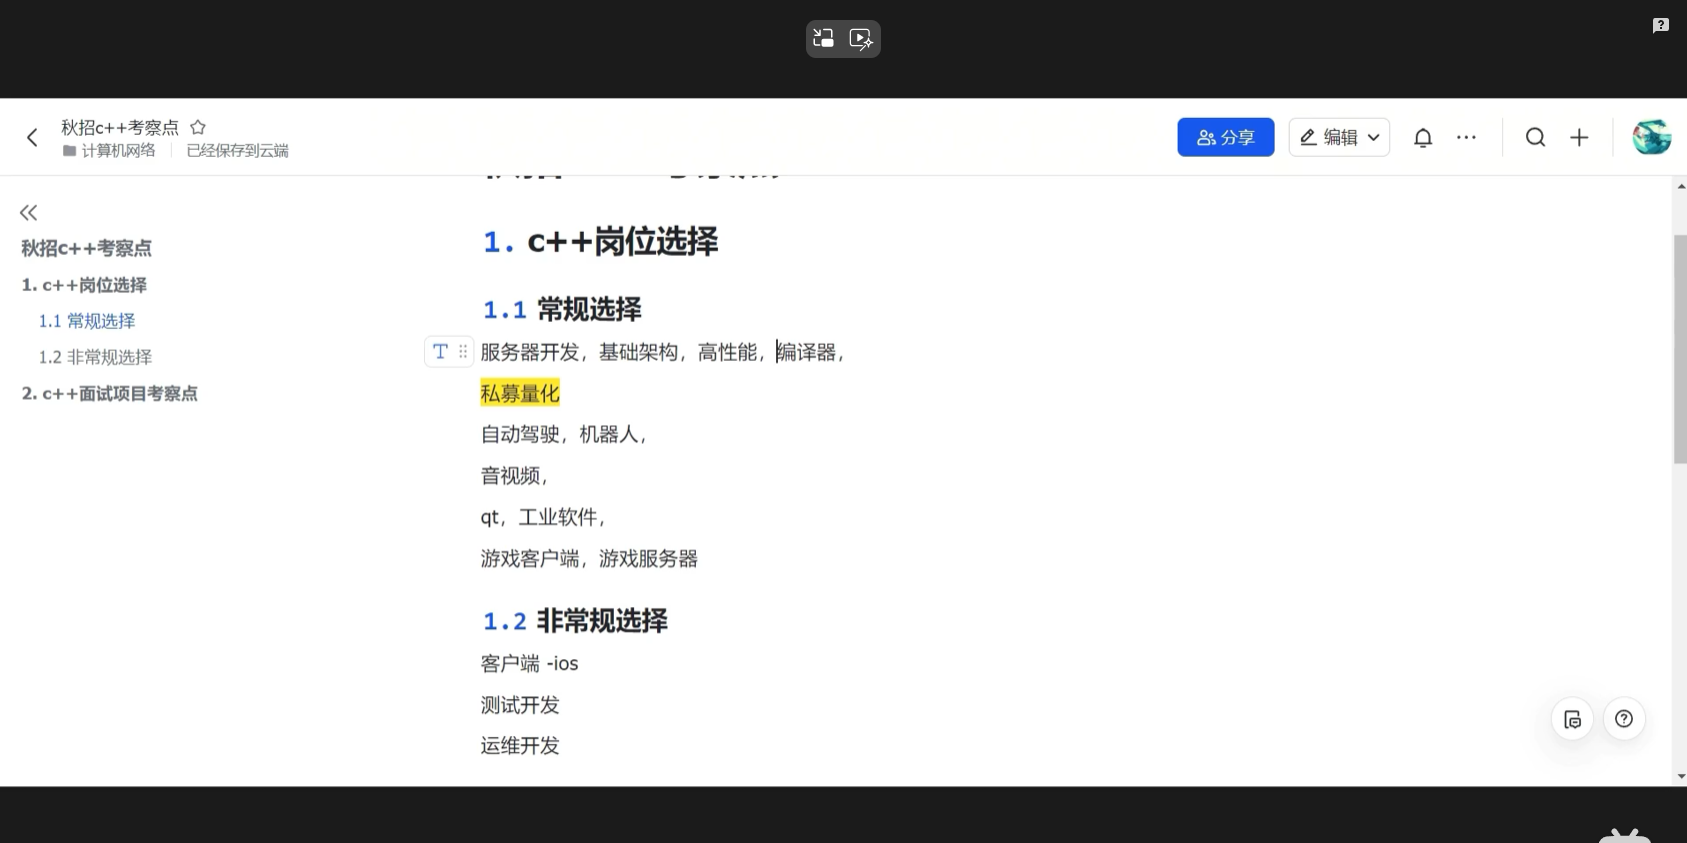 秋招c++考察点
计算机网络
已经保存到云端
分享
编辑
秋招c++考察点
1. c++岗位选择
1.1 常规选择
1.2 非常规选择
2. c++面试项目考察点
1. c++岗位选择
1.1 常规选择
服务器开发，基础架构，高性能，编译器，
私募量化
自动驾驶，机器人，
音视频，
qt，工业软件，
游戏客户端，游戏服务器
1.2 非常规选择
客户端 -ios
测试开发
运维开发